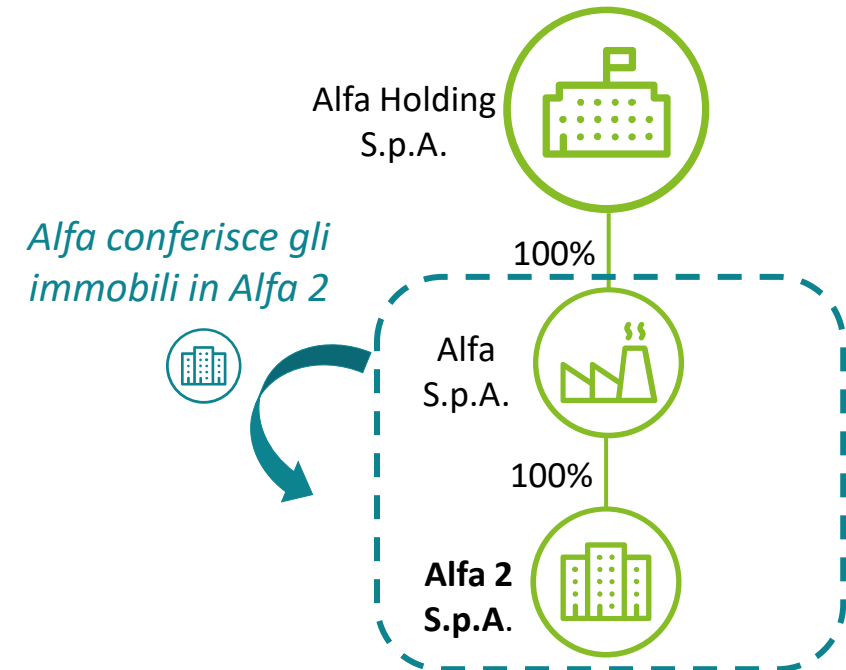 Alfa Holding
S.p.A.
Alfa conferisce gli
immobili in Alfa 2
100%
Alfa
S.p.A.
100%
Alfa 2
S.p.A.